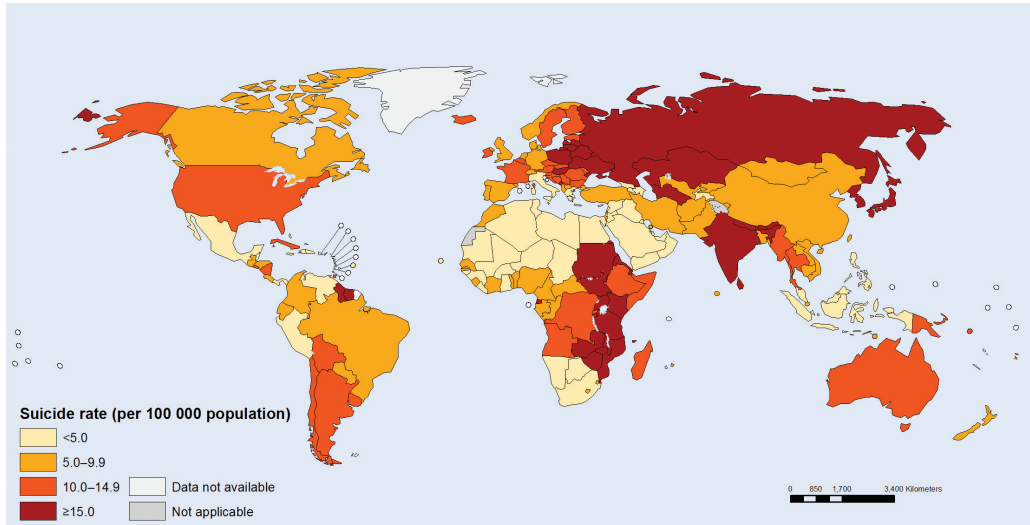 Suicide rate (per 100 000 population)
<5.0
5.0–9.9
10.0–14.9
≥15.0
Data not available
Not applicable
0 850 1,700 3,400 Kilometers